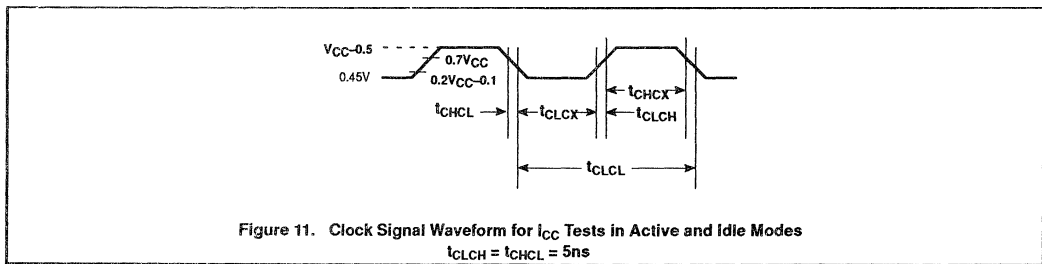 VCC–0.5
0.7VCC
0.45V
0.2VCC–0.1
tCHCX
tCHCL
tCLCX
tCLCH
tCLCL
Figure 11. Clock Signal Waveform for ICC Tests in Active and Idle Modes
tCLCH = tCHCL = 5ns